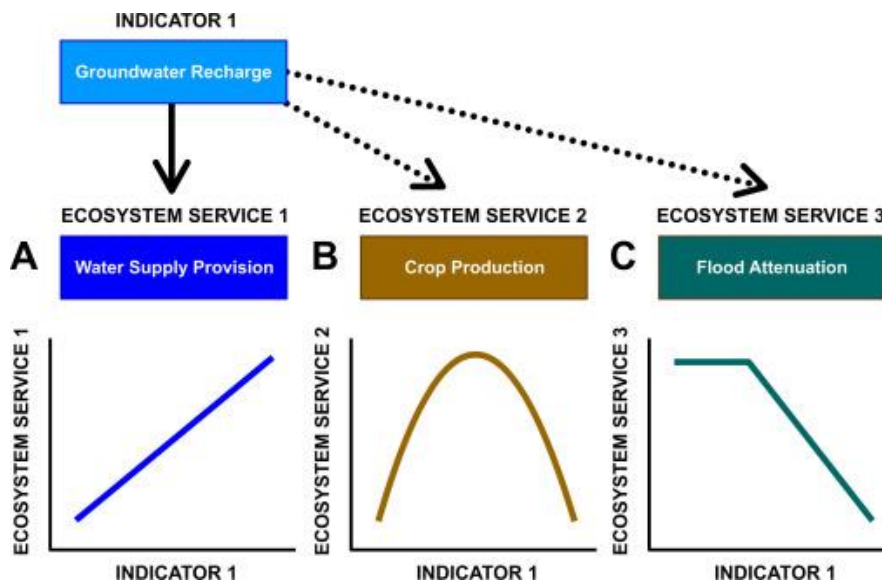 INDICATOR 1
Groundwater Recharge
ECOSYSTEM SERVICE 1
ECOSYSTEM SERVICE 2
ECOSYSTEM SERVICE 3
A
Water Supply Provision
B
Crop Production
C
Flood Attenuation
ECOSYSTEM SERVICE 1
INDICATOR 1
ECOSYSTEM SERVICE 2
INDICATOR 1
ECOSYSTEM SERVICE 3
INDICATOR 1